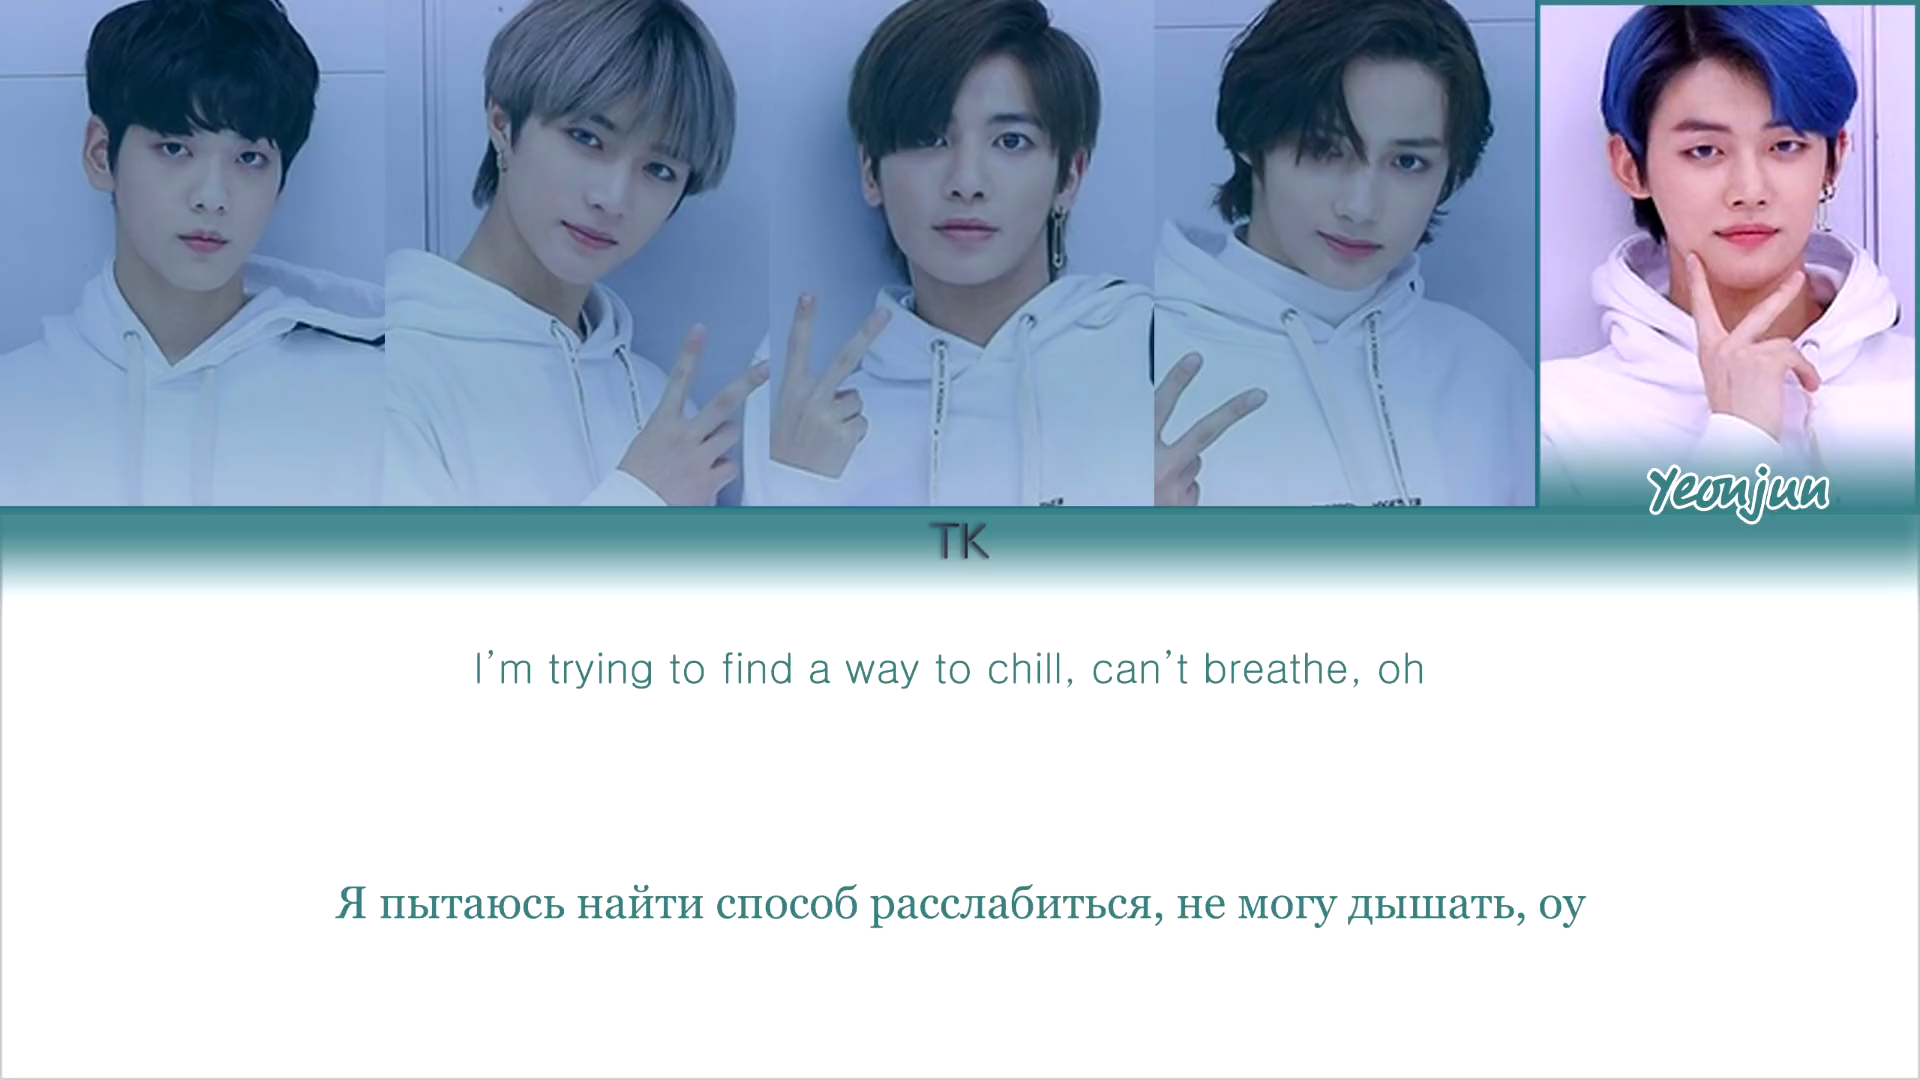 Yeonjun
TK
I’m trying to find a way to chill, can’t breathe, oh
Я пытаюсь найти способ расслабиться, не могу дышать, оу